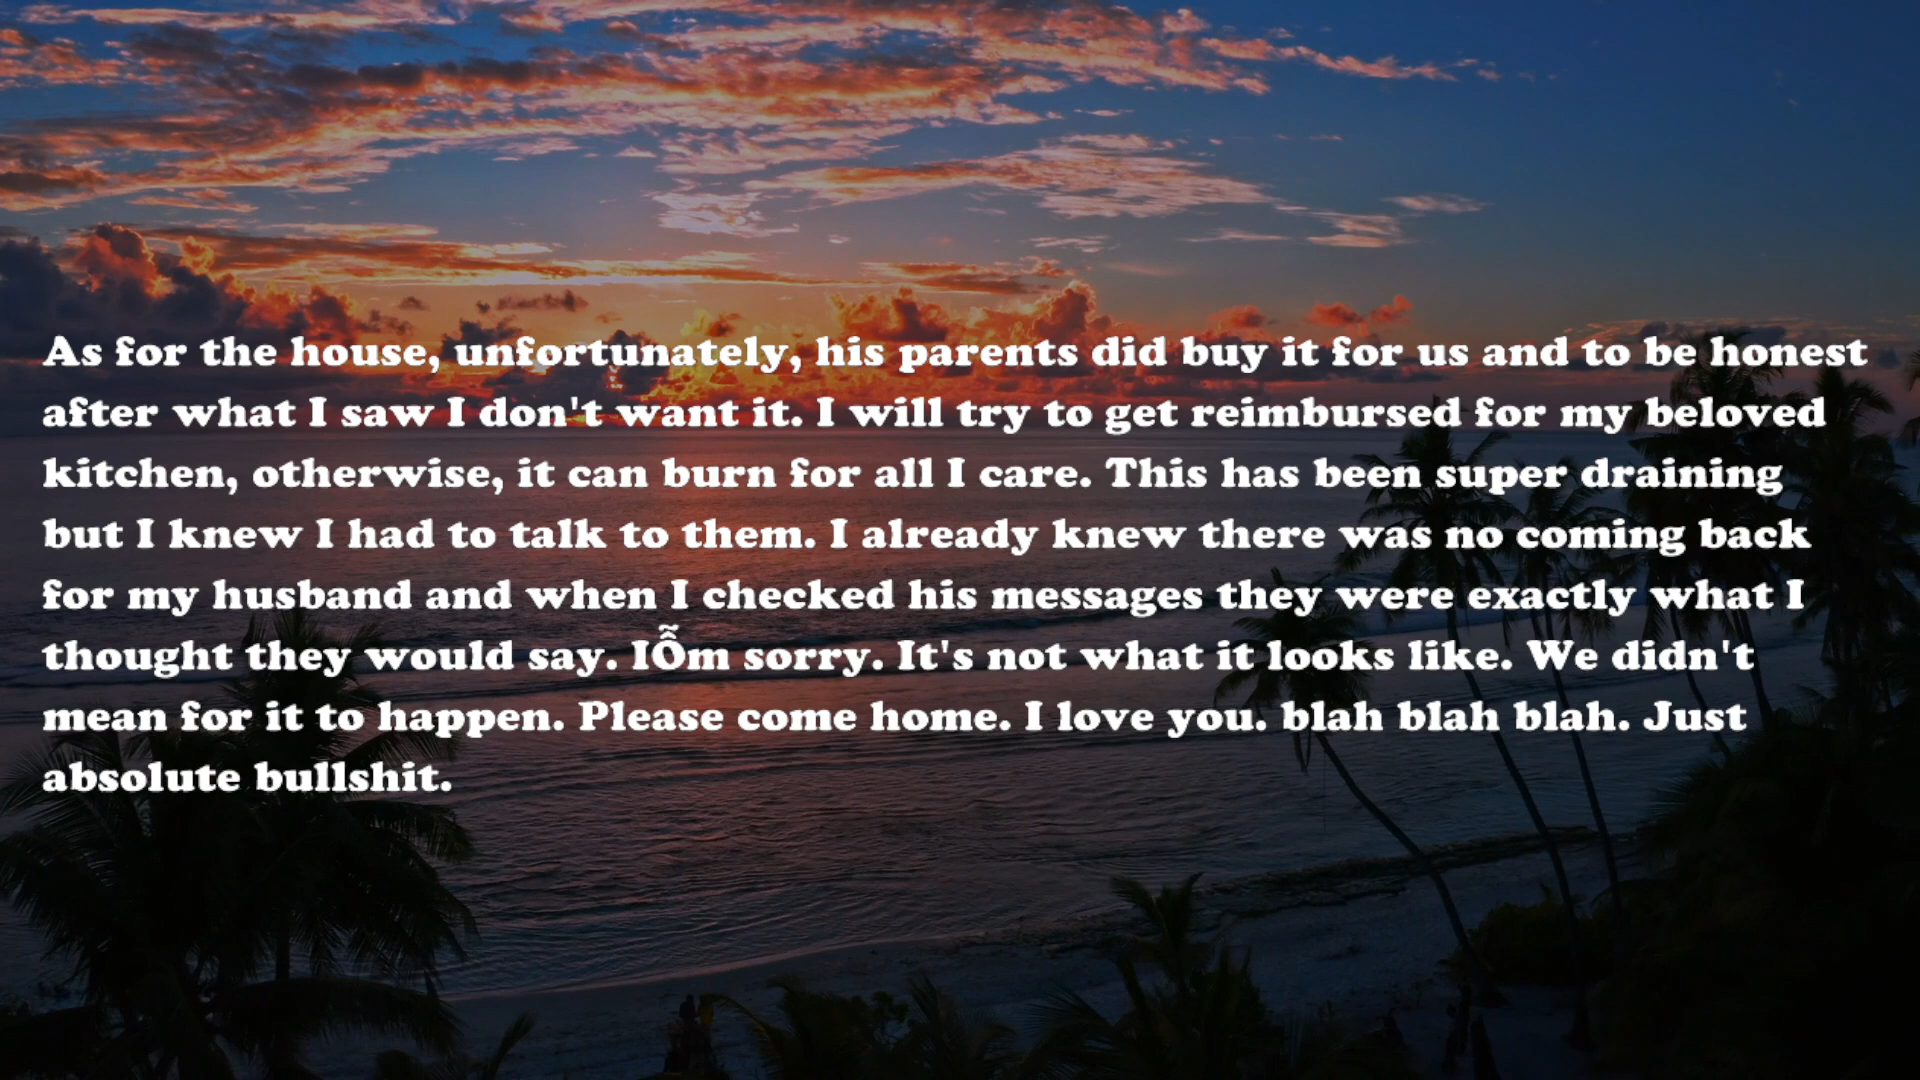 As for the house, unfortunately, his parents did buy it for us and to be honest
after what I saw I don't want it. I will try to get reimbursed for my beloved
kitchen, otherwise, it can burn for all I care. This has been super draining
but I knew I had to talk to them. I already knew there was no coming back
for my husband and when I checked his messages they were exactly what I
thought they would say. IỖm sorry. It's not what it looks like. We didn't
mean for it to happen. Please come home. I love you. blah blah blah. Just
absolute bullshit.